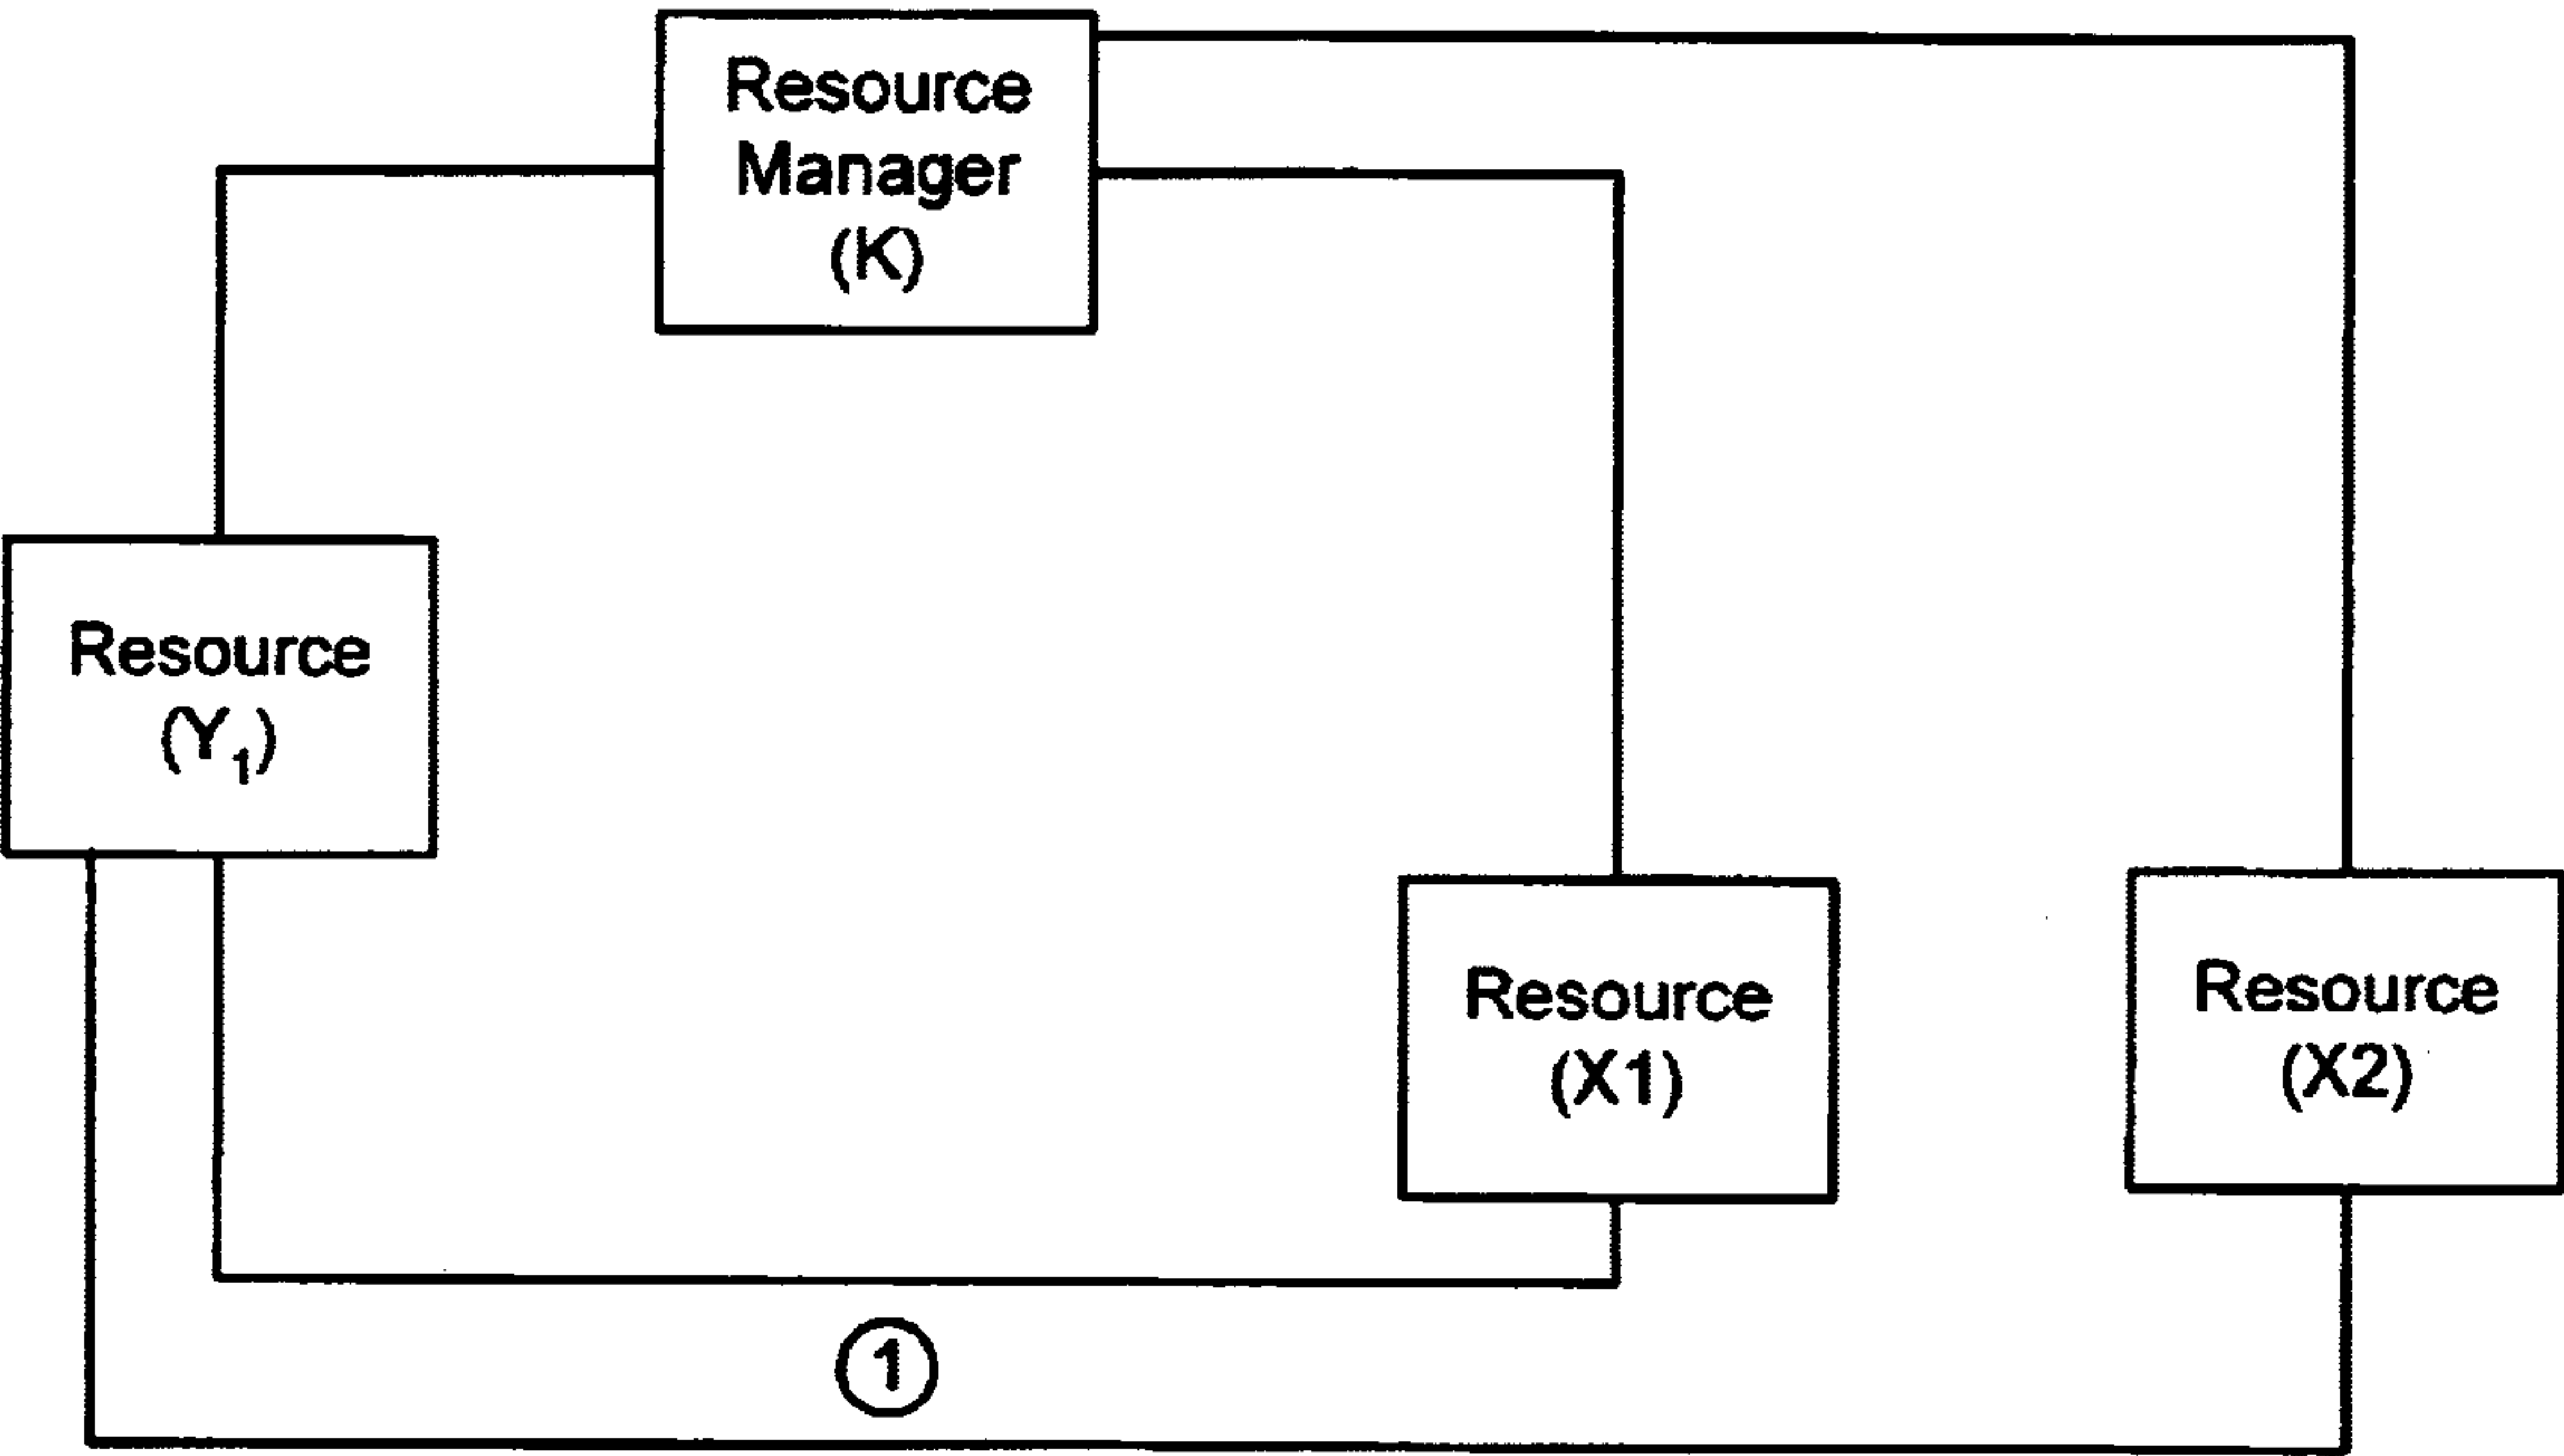 Resource
Manager
(K)
Resource
(Y₁)
Resource
(X1)
Resource
(X2)
①